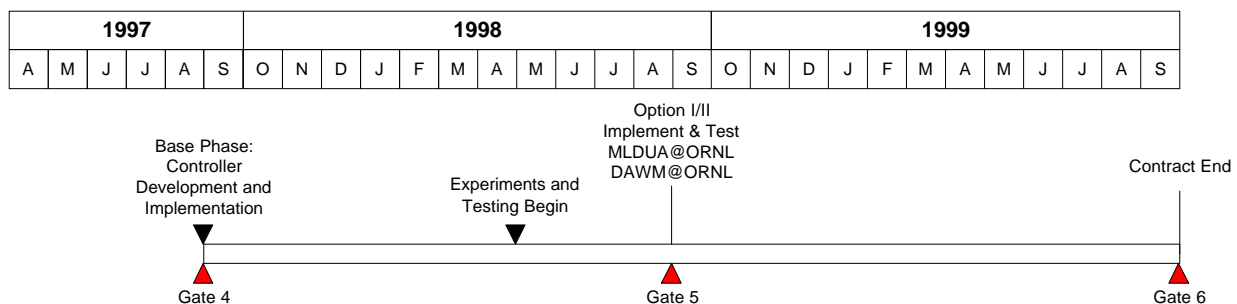 1997 1998 1999
A M J J A S O N D J F M A M J J A S O N D J F M A M J J A S
Base Phase:
Controller
Development and
Implementation
Experiments and
Testing Begin
Option I/II
Implement & Test
MLDUA@ORNL
DAWM@ORNL
Contract End
Gate 4 Gate 5 Gate 6